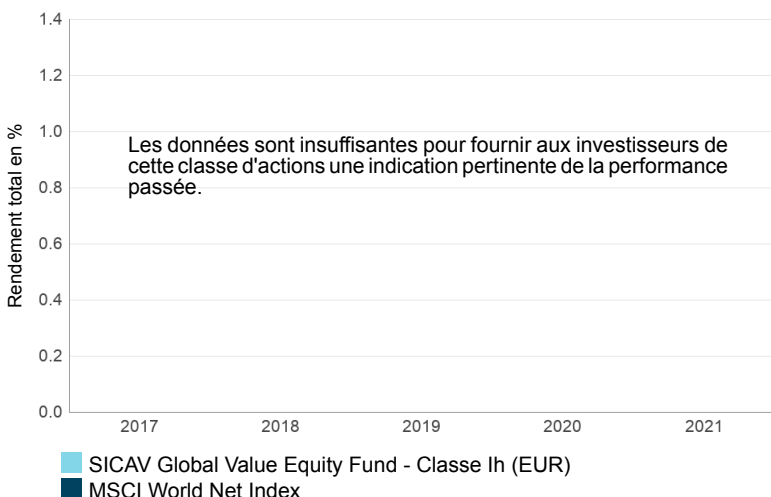 1.4
1.2
1.0
Les données sont insuffisantes pour fournir aux investisseurs de
cette classe d'actions une indication pertinente de la performance
passée.
0.8
0.6
0.4
0.2
0.0
Rendement total en %
2017 2018 2019 2020 2021
SICAV Global Value Equity Fund - Classe Ih (EUR)
MSCI World Net Index